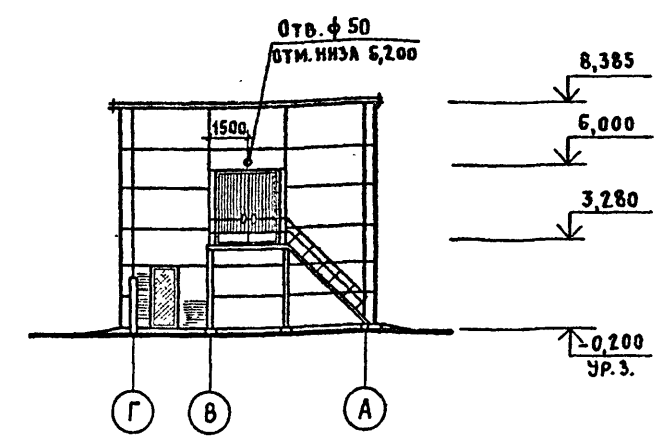 ОТВ. ϕ 50
ОТМ. НИЗА 6,200
8,385
1500
6,000
3,280
-0,200
УР. З.
Г
В
А